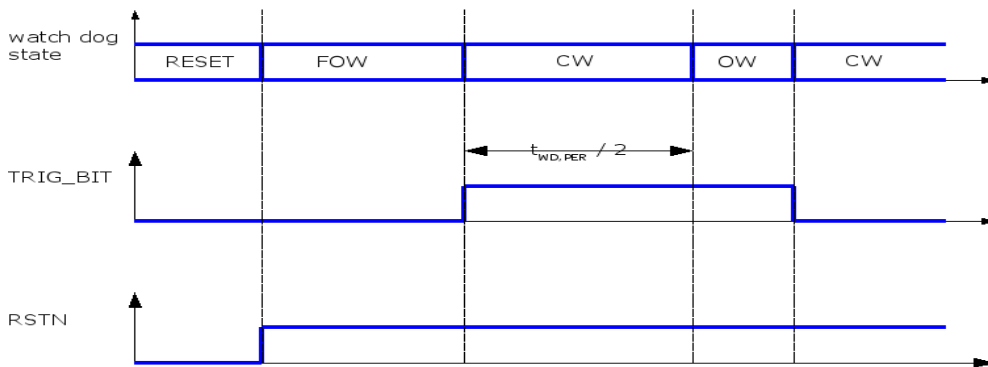 watch dog
state
RESET
FOW
CW
OW
CW
tWD,PER / 2
TRIG_BIT
RSTN